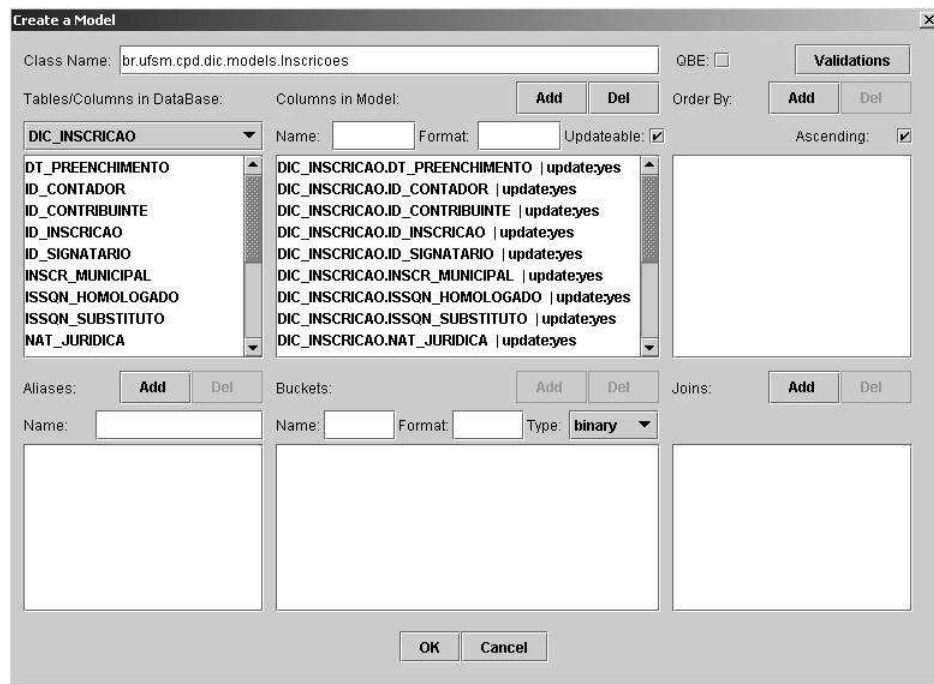 Create a Model
Class Name: br.ufsm.cpd.dic.models.Inscricoes QBE: Validations
Tables/Columns in DataBase: Columns in Model: Add Del Order By: Add Del
DIC_INSCRICAO Name: Format: Updateable: Ascending:
DT_PREENCHIMENTO
ID_CONTADOR
ID_CONTRIBUINTE
ID_INSCRICAO
ID_SIGNATARIO
INSCR_MUNICIPAL
ISSQN_HOMOLOGADO
ISSQN_SUBSTITUTO
NAT_JURIDICA
DIC_INSCRICAO.DT_PREENCHIMENTO | update:yes
DIC_INSCRICAO.ID_CONTADOR | update:yes
DIC_INSCRICAO.ID_CONTRIBUINTE | update:yes
DIC_INSCRICAO.ID_INSCRICAO | update:yes
DIC_INSCRICAO.ID_SIGNATARIO | update:yes
DIC_INSCRICAO.INSCR_MUNICIPAL | update:yes
DIC_INSCRICAO.ISSQN_HOMOLOGADO | update:yes
DIC_INSCRICAO.ISSQN_SUBSTITUTO | update:yes
DIC_INSCRICAO.NAT_JURIDICA | update:yes
Aliases: Add Del Buckets: Add Del Joins: Add Del
Name: Name: Format: Type: binary
OK Cancel